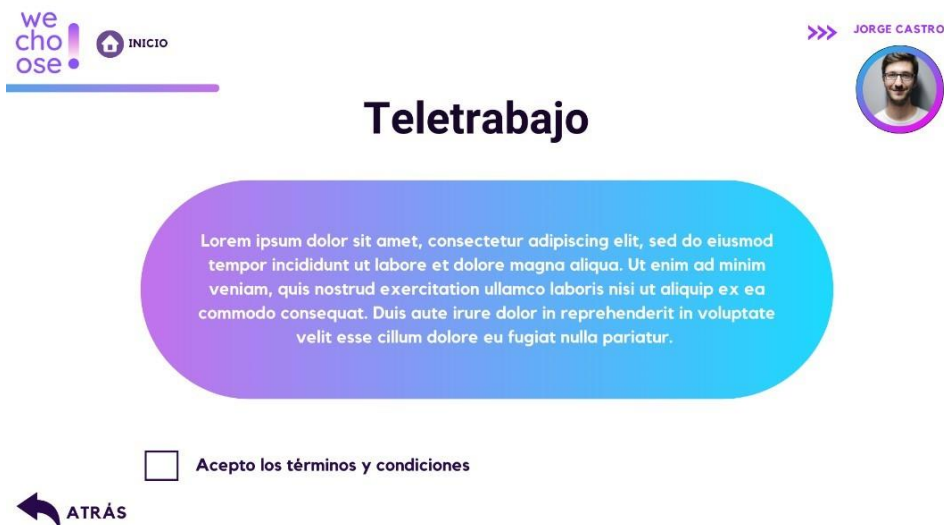 we
cho
ose!
INICIO
>>> JORGE CASTRO
Teletrabajo
Lorem ipsum dolor sit amet, consectetur adipiscing elit, sed do eiusmod
tempor incididunt ut labore et dolore magna aliqua. Ut enim ad minim
veniam, quis nostrud exercitation ullamco laboris nisi ut aliquip ex ea
commodo consequat. Duis aute irure dolor in reprehenderit in voluptate
velit esse cillum dolore eu fugiat nulla pariatur.
Acepto los términos y condiciones
ATRÁS